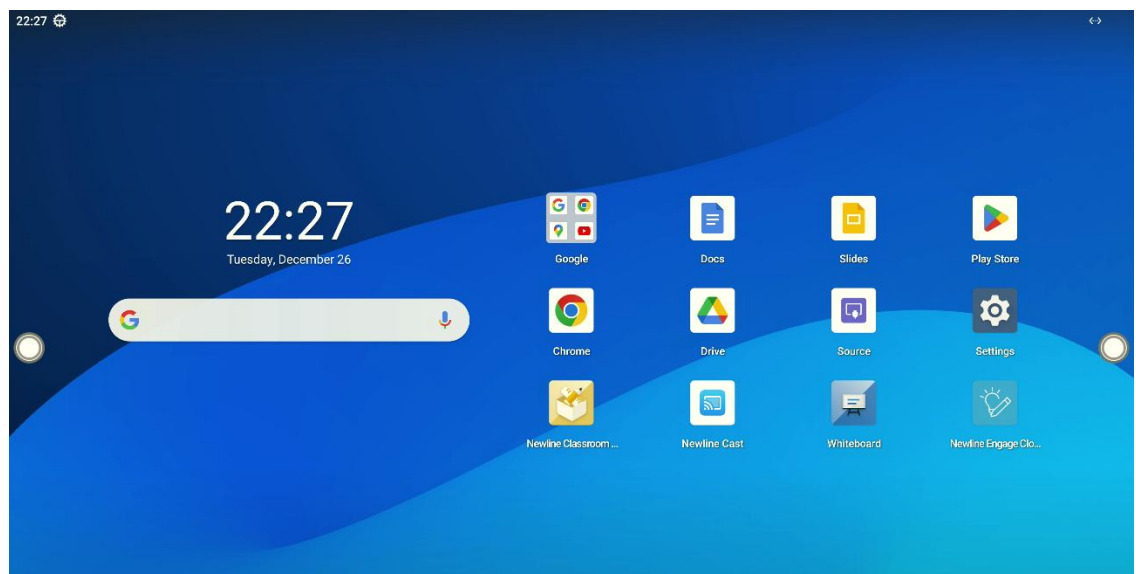 22:27
22:27
Tuesday, December 26
Google
Docs
Slides
Play Store
Chrome
Drive
Source
Settings
Newline Classroom ...
Newline Cast
Whiteboard
Newline Engage Clo...